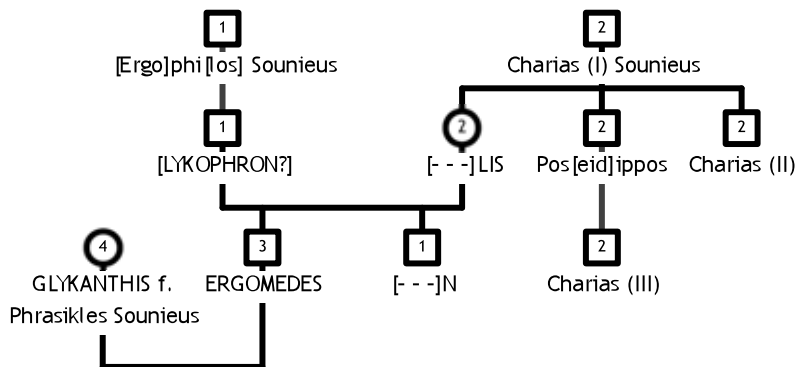 1 2
[Ergo]phi[los] Sounieus Charias (I) Sounieus
1 2 2 2
[LYKOPHRON?] [- - -]LIS Pos[eid]ippos Charias (II)
4 3 1 2
GLYKANTHIS f. ERGOMEDES [- - -]N Charias (III)
Phrasikles Sounieus